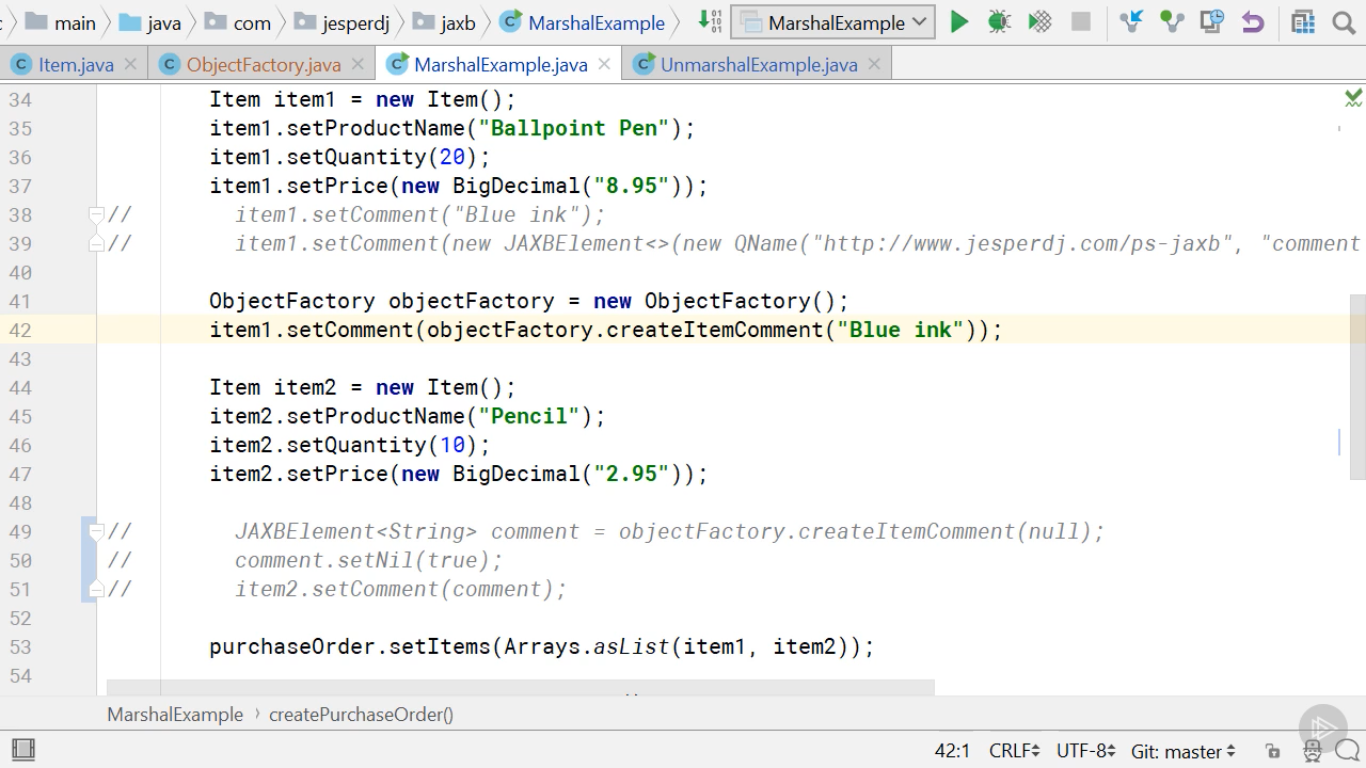 main java com jesperdj jaxb MarshalExample MarshalExample
Item.java ObjectFactory.java MarshalExample.java UnmarshalExample.java
34 Item item1 = new Item();
35 item1.setProductName("Ballpoint Pen");
36 item1.setQuantity(20);
37 item1.setPrice(new BigDecimal("8.95"));
38 // item1.setComment("Blue ink");
39 // item1.setComment(new JAXBElement<>(new QName("http://www.jesperdj.com/ps-jaxb", "comment
40
41 ObjectFactory objectFactory = new ObjectFactory();
42 item1.setComment(objectFactory.createItemComment("Blue ink"));
43
44 Item item2 = new Item();
45 item2.setProductName("Pencil");
46 item2.setQuantity(10);
47 item2.setPrice(new BigDecimal("2.95"));
48
49 // JAXBElement<String> comment = objectFactory.createItemComment(null);
50 // comment.setNil(true);
51 // item2.setComment(comment);
52
53 purchaseOrder.setItems(Arrays.asList(item1, item2));
54
MarshalExample › createPurchaseOrder()
42:1 CRLF UTF-8 Git: master